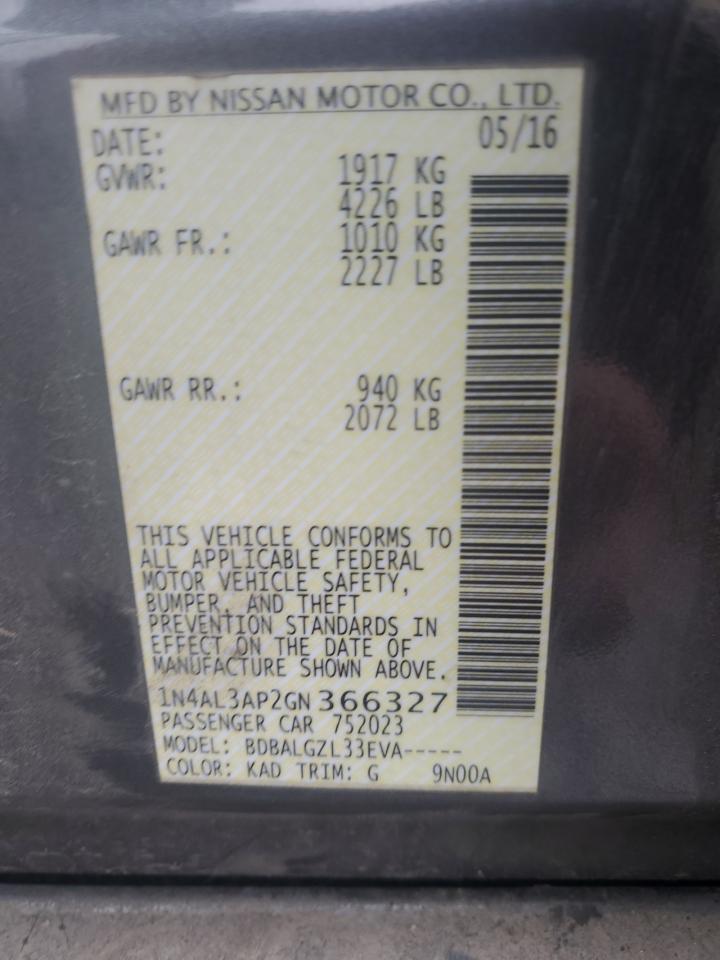 MFD BY NISSAN MOTOR CO., LTD.
DATE: 05/16
GVWR: 1917 KG
4226 LB
GAWR FR.: 1010 KG
2227 LB
GAWR RR.: 940 KG
2072 LB
THIS VEHICLE CONFORMS TO
ALL APPLICABLE FEDERAL
MOTOR VEHICLE SAFETY,
BUMPER, AND THEFT
PREVENTION STANDARDS IN
EFFECT ON THE DATE OF
MANUFACTURE SHOWN ABOVE.
1N4AL3AP2GN366327
PASSENGER CAR 752023
MODEL: BDBALGZL33EVA-----
COLOR: KAD TRIM: G 9N00A